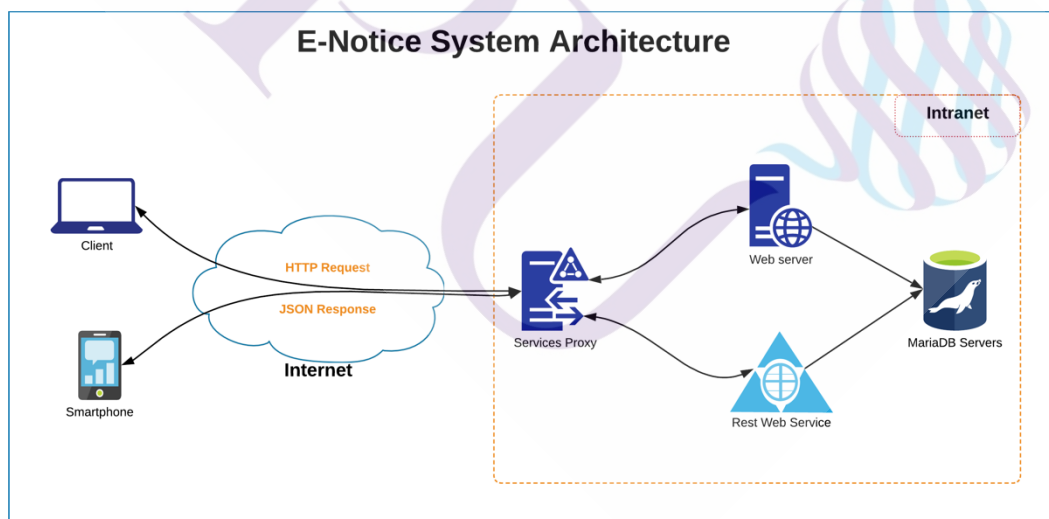 E-Notice System Architecture
Intranet
Client
HTTP Request
JSON Response
Internet
Smartphone
Services Proxy
Web server
Rest Web Service
MariaDB Servers